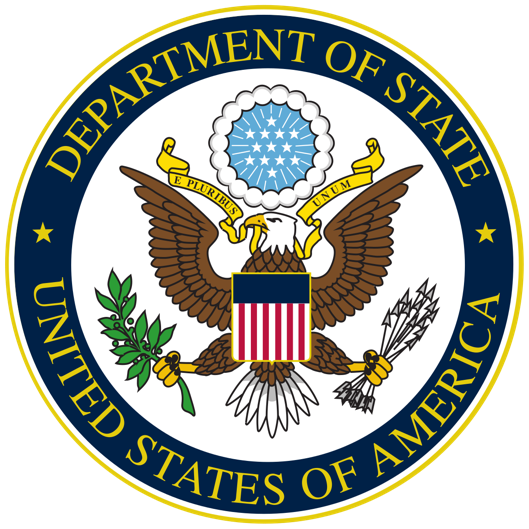 DEPARTMENT OF STATE
E PLURIBUS UNUM
UNITED STATES OF AMERICA